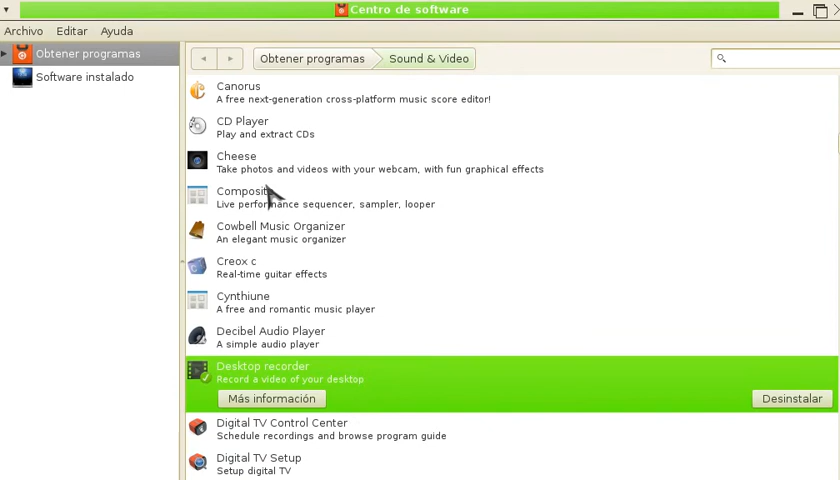 Centro de software
Archivo Editar Ayuda
Obtener programas
Software instalado
Obtener programas Sound & Video
Canorus
A free next-generation cross-platform music score editor!
CD Player
Play and extract CDs
Cheese
Take photos and videos with your webcam, with fun graphical effects
Composite
Live performance sequencer, sampler, looper
Cowbell Music Organizer
An elegant music organizer
Creox c
Real-time guitar effects
Cynthiune
A free and romantic music player
Decibel Audio Player
A simple audio player
Desktop recorder
Record a video of your desktop
Más información Desinstalar
Digital TV Control Center
Schedule recordings and browse program guide
Digital TV Setup
Setup digital TV